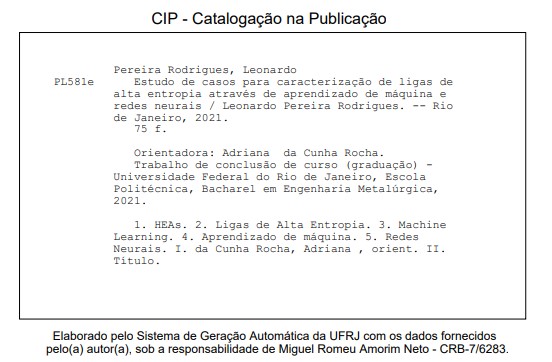 CIP - Catalogação na Publicação
Pereira Rodrigues, Leonardo
PL581e Estudo de casos para caracterização de ligas de
alta entropia através de aprendizado de máquina e
redes neurais / Leonardo Pereira Rodrigues. -- Rio
de Janeiro, 2021.
75 f.
Orientadora: Adriana da Cunha Rocha.
Trabalho de conclusão de curso (graduação) -
Universidade Federal do Rio de Janeiro, Escola
Politécnica, Bacharel em Engenharia Metalúrgica,
2021.
1. HEAs. 2. Ligas de Alta Entropia. 3. Machine
Learning. 4. Aprendizado de máquina. 5. Redes
Neurais. I. da Cunha Rocha, Adriana , orient. II.
Título.
Elaborado pelo Sistema de Geração Automática da UFRJ com os dados fornecidos
pelo(a) autor(a), sob a responsabilidade de Miguel Romeu Amorim Neto - CRB-7/6283.